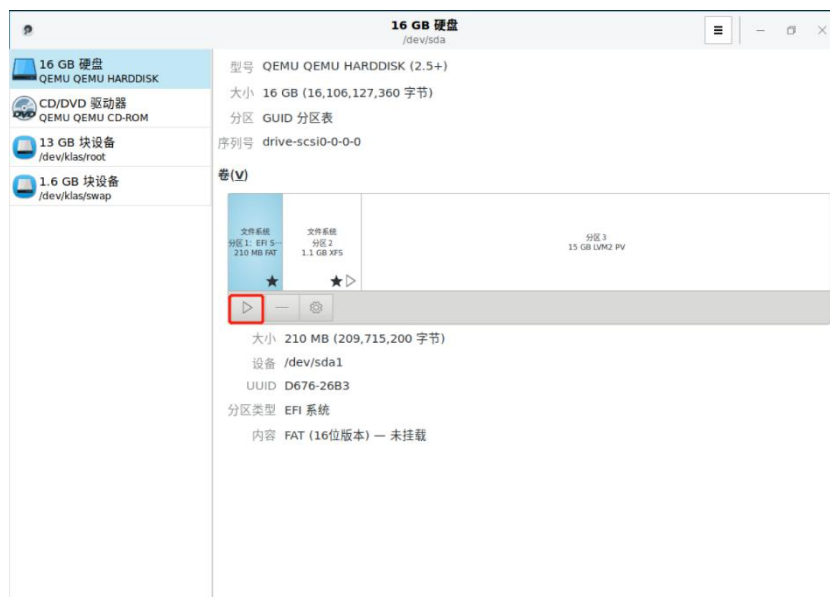 16 GB 硬盘
/dev/sda
16 GB 硬盘
QEMU QEMU HARDDISK
CD/DVD 驱动器
QEMU QEMU CD-ROM
13 GB 块设备
/dev/klas/root
1.6 GB 块设备
/dev/klas/swap
型号 QEMU QEMU HARDDISK (2.5+)
大小 16 GB (16,106,127,360 字节)
分区 GUID 分区表
序列号 drive-scsi0-0-0-0
卷(V)
文件系统
分区 1: EFI S…
210 MB FAT
文件系统
分区 2
1.1 GB XFS
分区 3
15 GB LVM2 PV
大小 210 MB (209,715,200 字节)
设备 /dev/sda1
UUID D676-26B3
分区类型 EFI 系统
内容 FAT (16位版本) — 未挂载